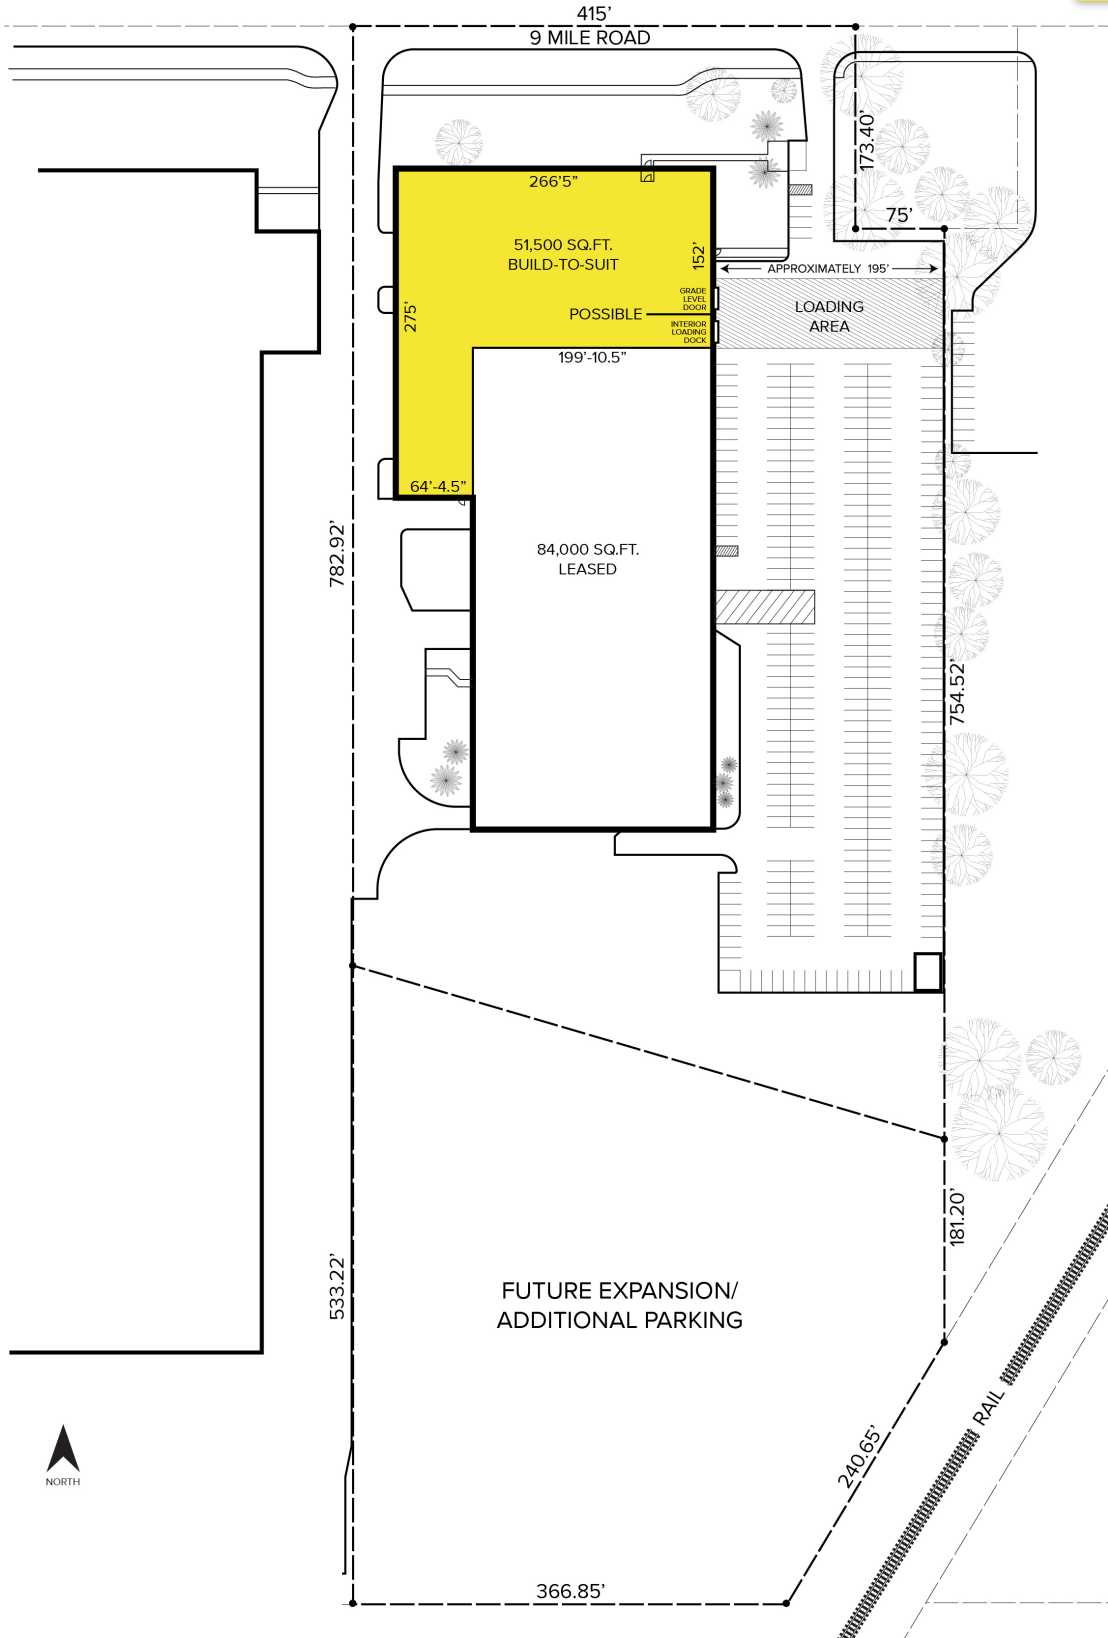 415’
9 MILE ROAD
173.40’
266’5”
75’
51,500 SQ.FT.
BUILD-TO-SUIT
152’
APPROXIMATELY 195’
GRADE
LEVEL
DOOR
LOADING
AREA
275’
POSSIBLE
INTERIOR
LOADING
DOCK
199’-10.5”
64’-4.5”
782.92’
84,000 SQ.FT.
LEASED
754.52’
181.20’
533.22’
FUTURE EXPANSION/
ADDITIONAL PARKING
RAIL
240.65’
NORTH
366.85’